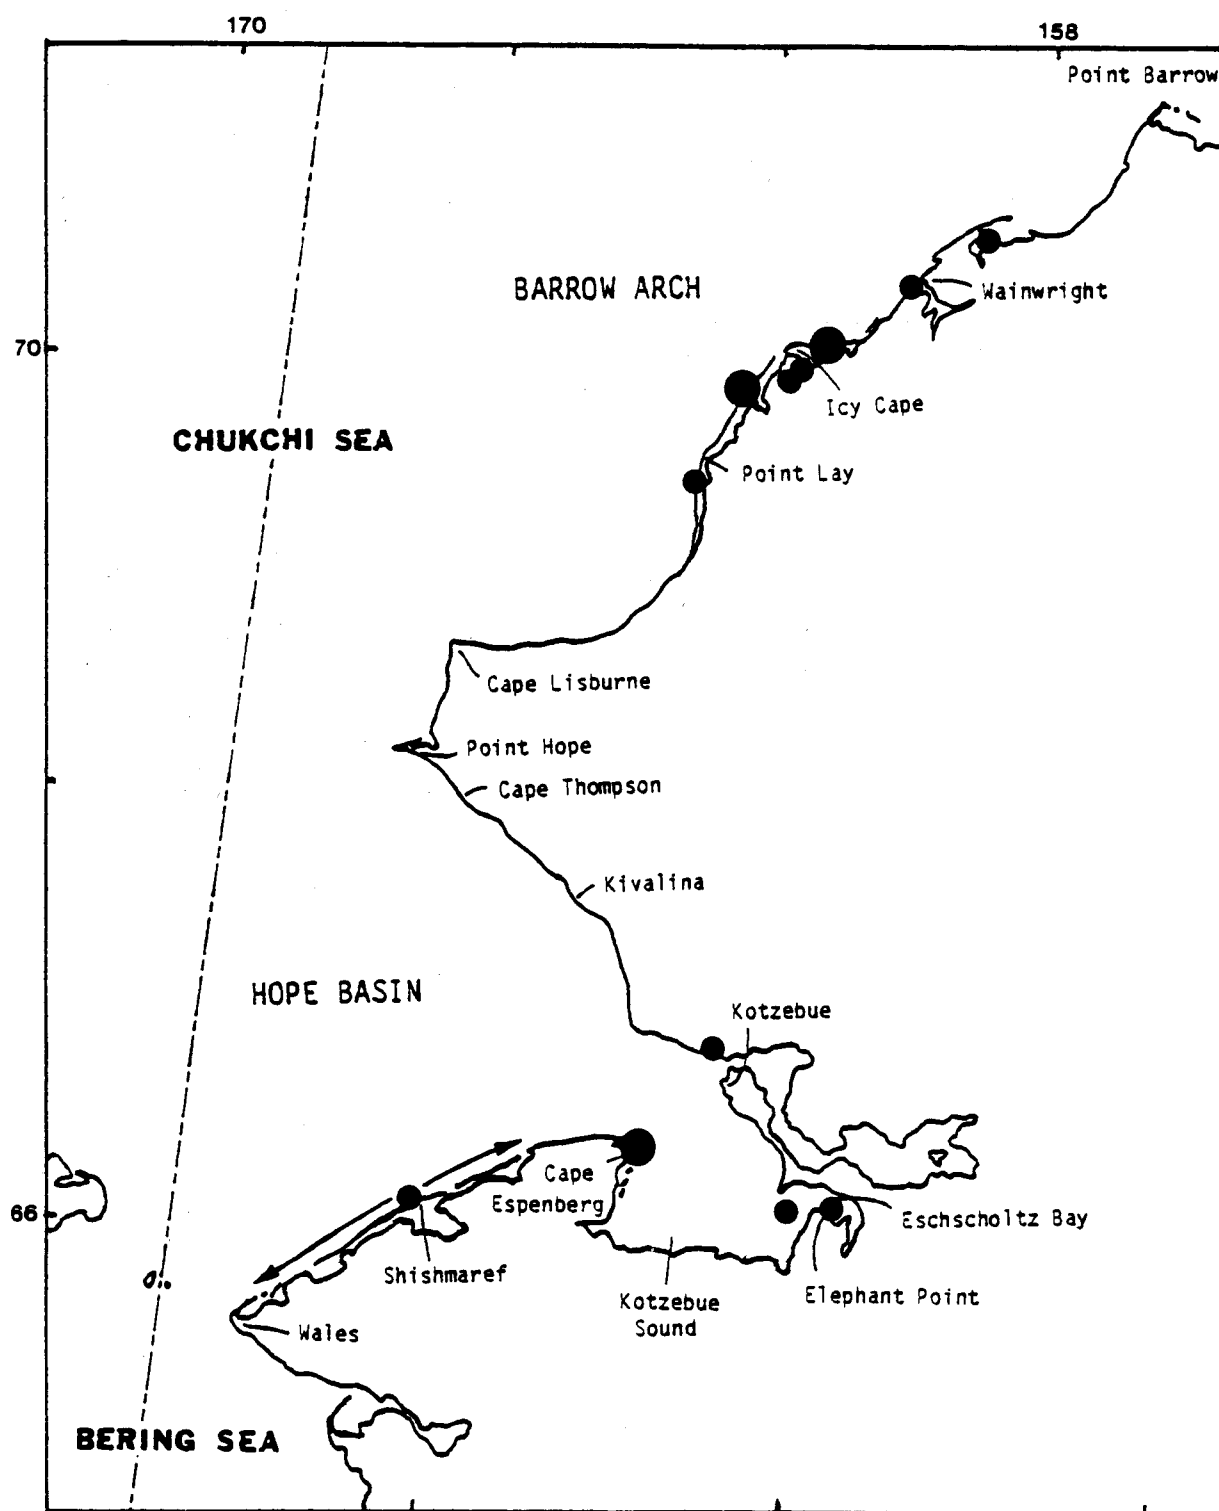 170
158
Point Barrow
BARROW ARCH
Wainwright
70
Icy Cape
CHUKCHI SEA
Point Lay
Cape Lisburne
Point Hope
Cape Thompson
Kivalina
HOPE BASIN
Kotzebue
Cape
Espenberg
66
Eschscholtz Bay
Shishmaref
Elephant Point
Kotzebue
Sound
Wales
BERING SEA